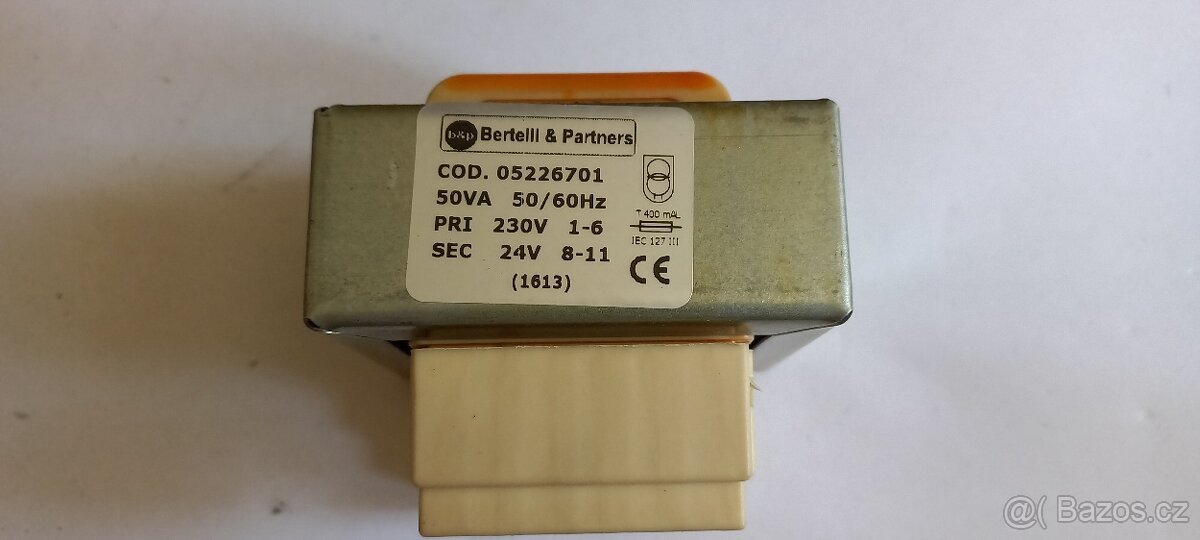 b&p Bertelli & Partners
COD. 05226701
50VA 50/60Hz
PRI 230V 1-6
SEC 24V 8-11
(1613)
T 400 mAL
IEC 127 III
CE
@( Bazos.cz